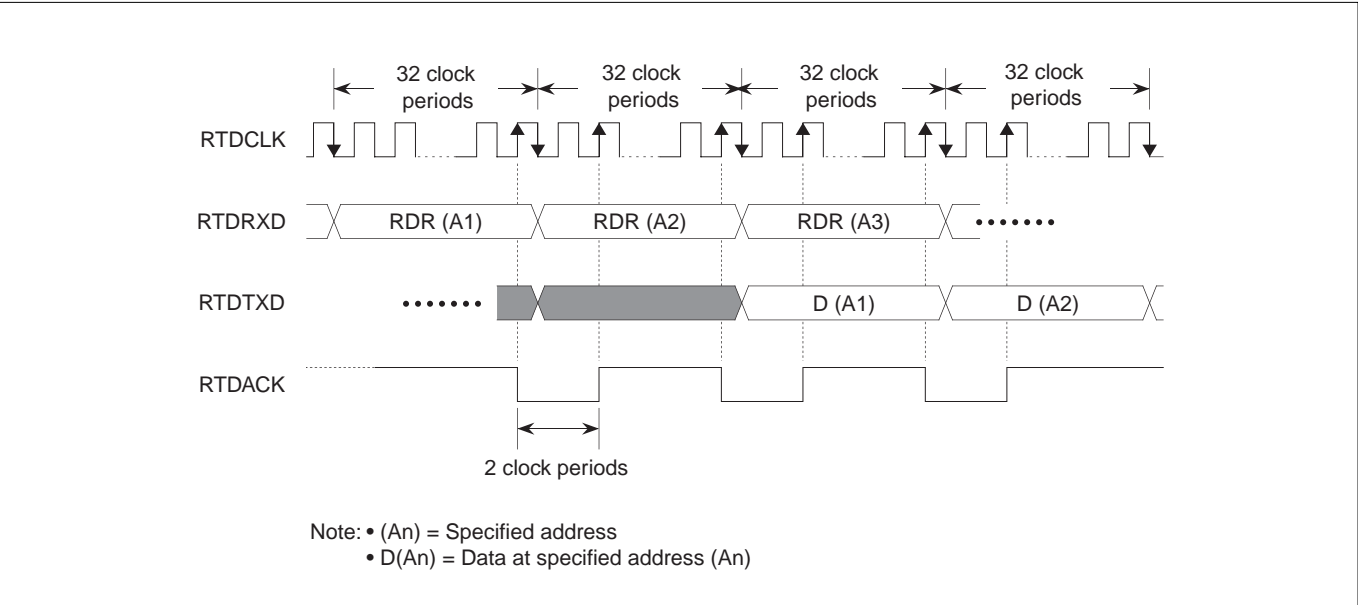 32 clock periods
32 clock periods
32 clock periods
32 clock periods
RTDCLK
RTDRXD
RDR (A1)
RDR (A2)
RDR (A3)
RTDTXD
D (A1)
D (A2)
RTDACK
2 clock periods
Note: • (An) = Specified address
• D(An) = Data at specified address (An)